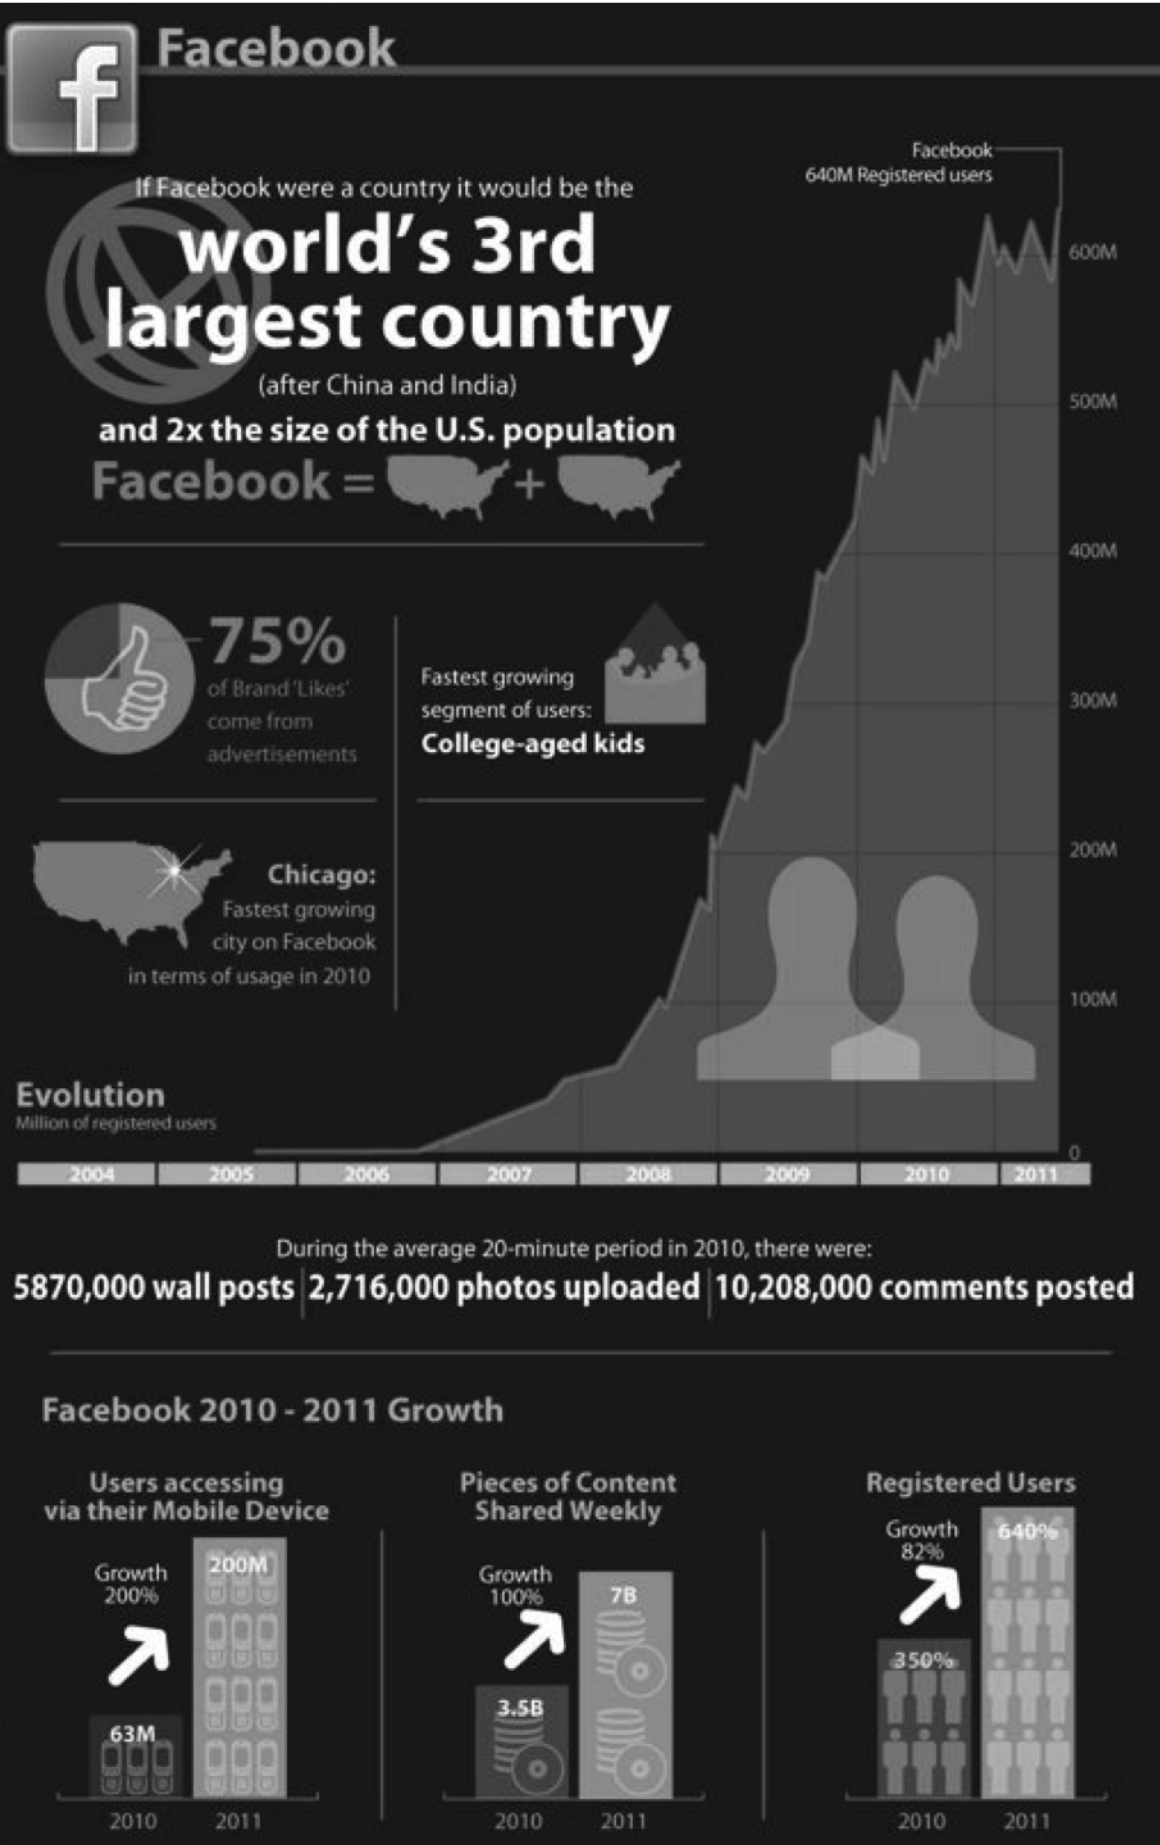 f
Facebook
Facebook
640M Registered users
If Facebook were a country it would be the
world's 3rd
largest country
(after China and India)
and 2x the size of the U.S. population
Facebook = +
600M
500M
400M
300M
200M
100M
0
75%
of Brand 'Likes'
come from
advertisements
Fastest growing
segment of users:
College-aged kids
Chicago:
Fastest growing
city on Facebook
in terms of usage in 2010
Evolution
Million of registered users
2004 2005 2006 2007 2008 2009 2010 2011
During the average 20-minute period in 2010, there were:
5870,000 wall posts 2,716,000 photos uploaded 10,208,000 comments posted
Facebook 2010 - 2011 Growth
Users accessing
via their Mobile Device
Growth
200%
200M
63M
2010 2011
Pieces of Content
Shared Weekly
Growth
100%
7B
3.5B
2010 2011
Registered Users
Growth
82%
640%
350%
2010 2011